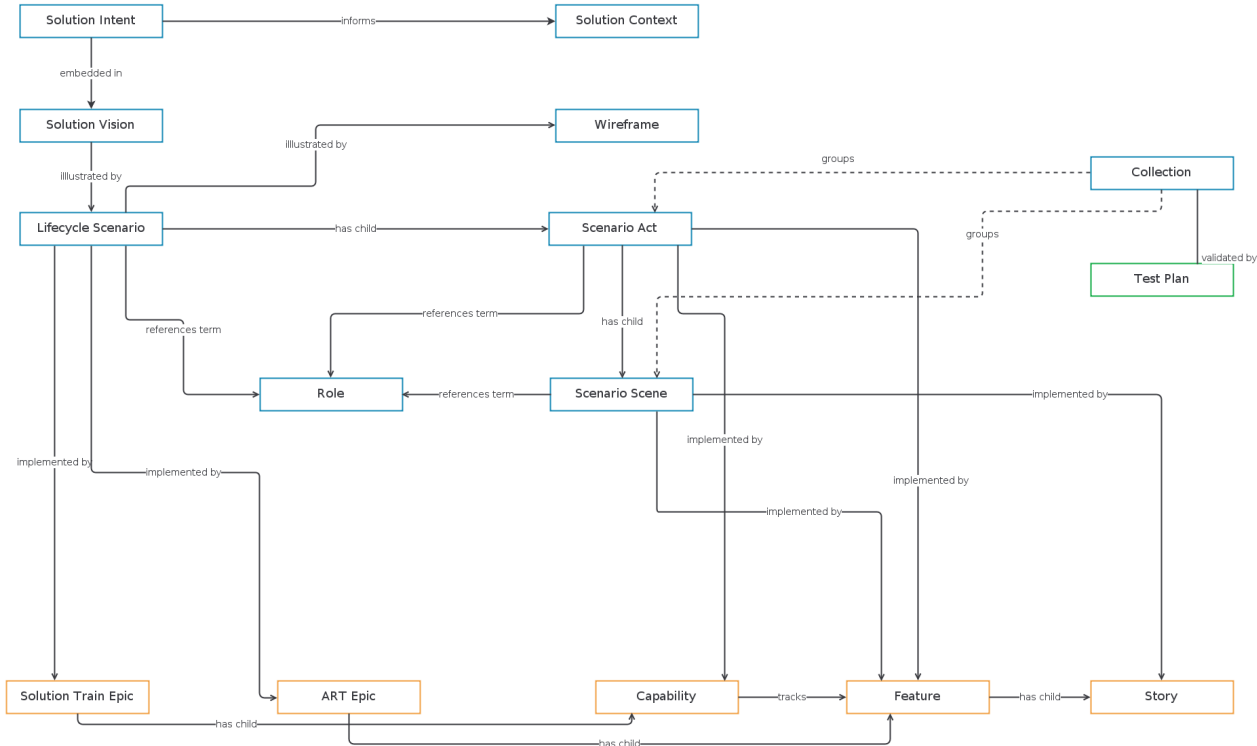 Solution Intent
informs
Solution Context
embedded in
Solution Vision
Wireframe
illlustrated by
groups
Collection
illlustrated by
Lifecycle Scenario
has child
Scenario Act
groups
validated by
Test Plan
references term
has child
references term
Role
references term
Scenario Scene
implemented by
implemented by
implemented by
implemented by
implemented by
implemented by
Solution Train Epic
ART Epic
Capability
tracks
Feature
has child
Story
has child
has child